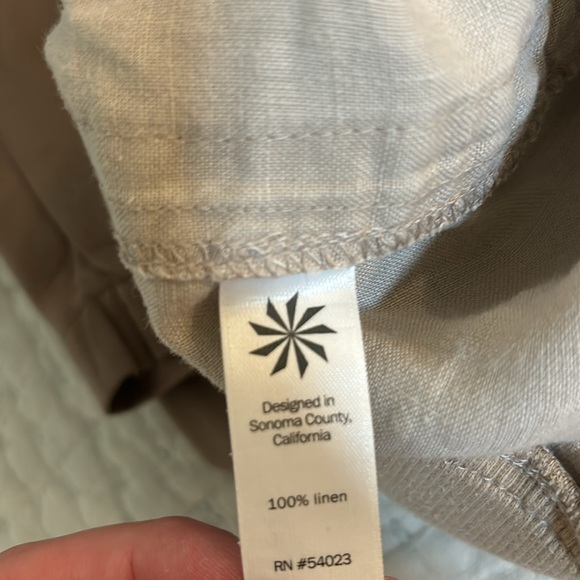 Designed in
Sonoma County,
California
100% linen
RN #54023